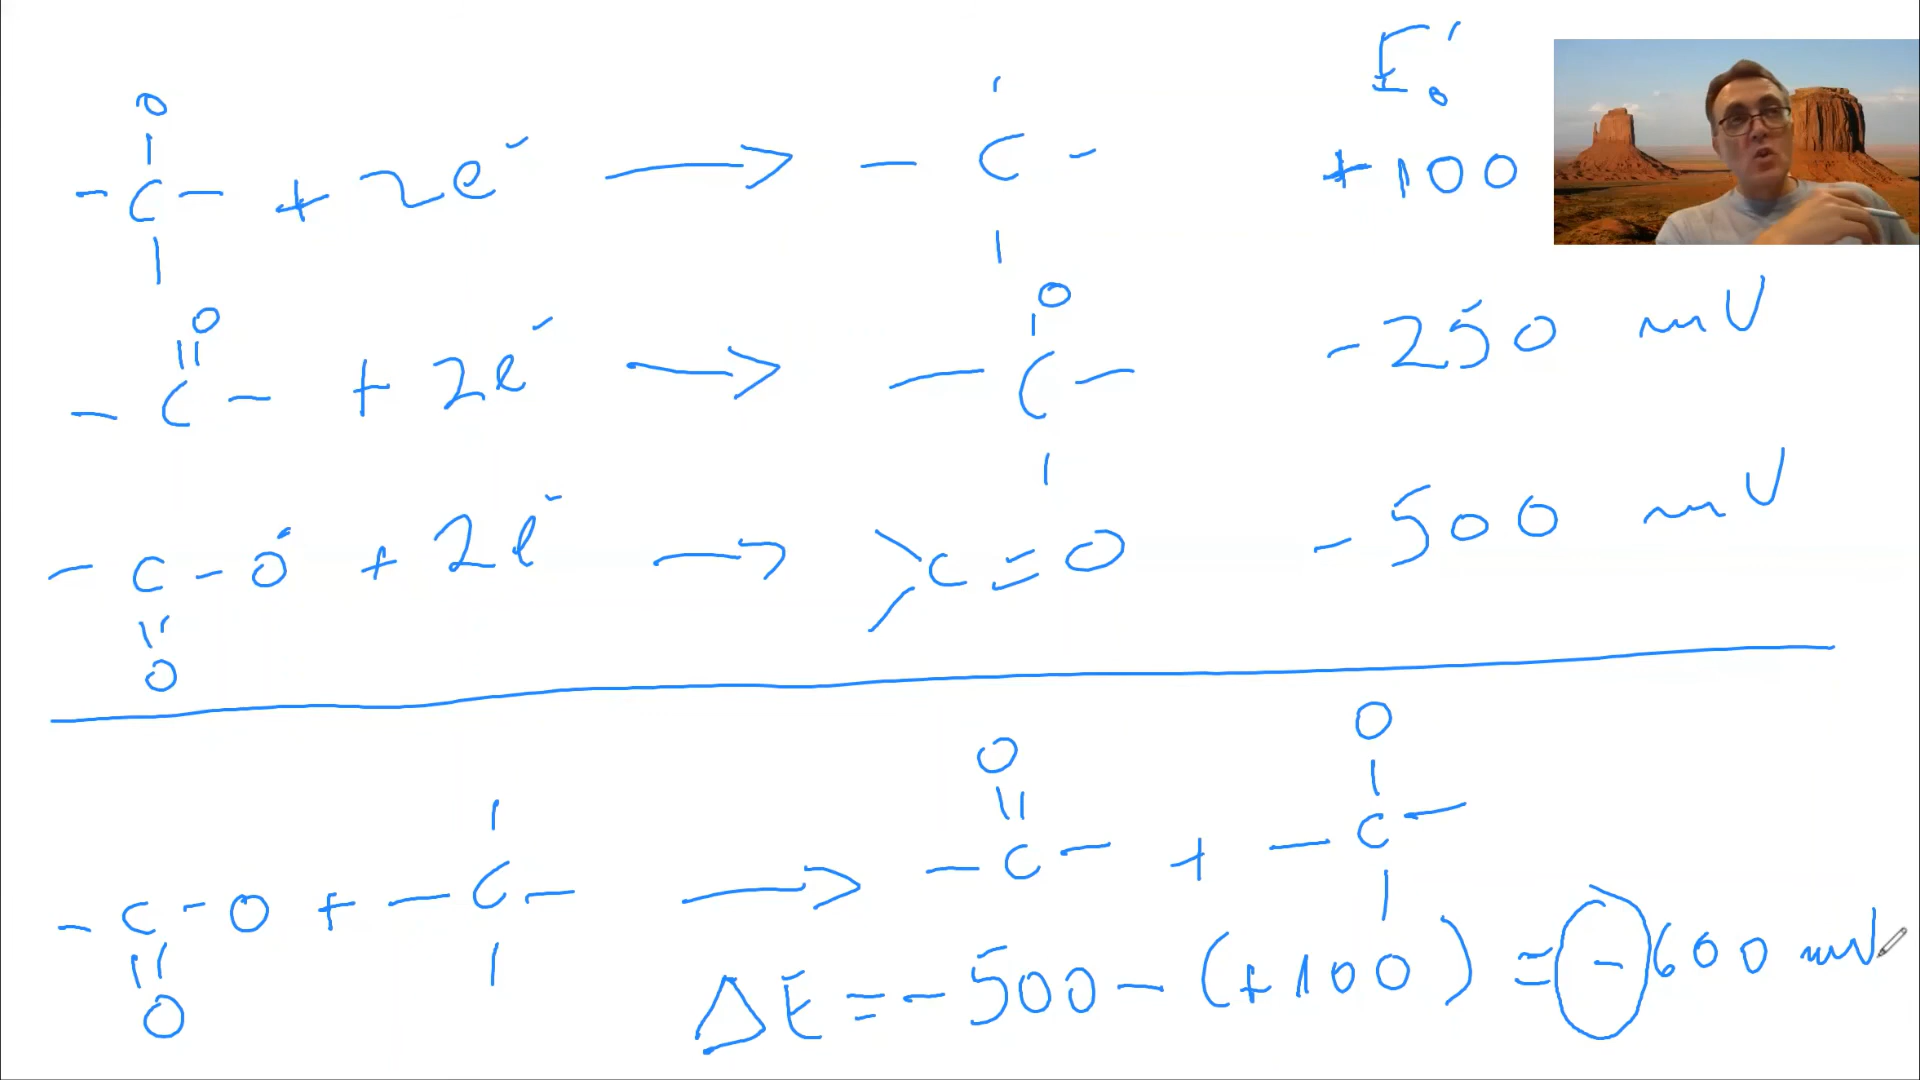 E₀'
O
- C - + 2e⁻ → - C - +100
O
- C - + 2e⁻ → O - C - -250 mV
- C - O⁻ + 2e⁻ → > C = O -500 mV
O
O O
- C - O + - C - → - C - + - C -
O
ΔE = -500 - (+100) = -600 mV